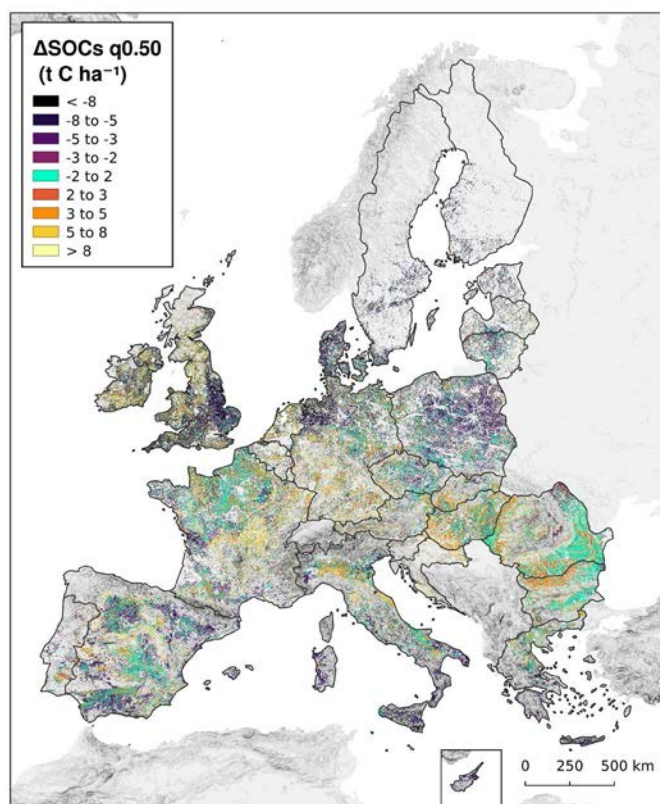 ΔSOCs q0.50
(t C ha⁻¹)
< -8
-8 to -5
-5 to -3
-3 to -2
-2 to 2
2 to 3
3 to 5
5 to 8
> 8
0 250 500 km